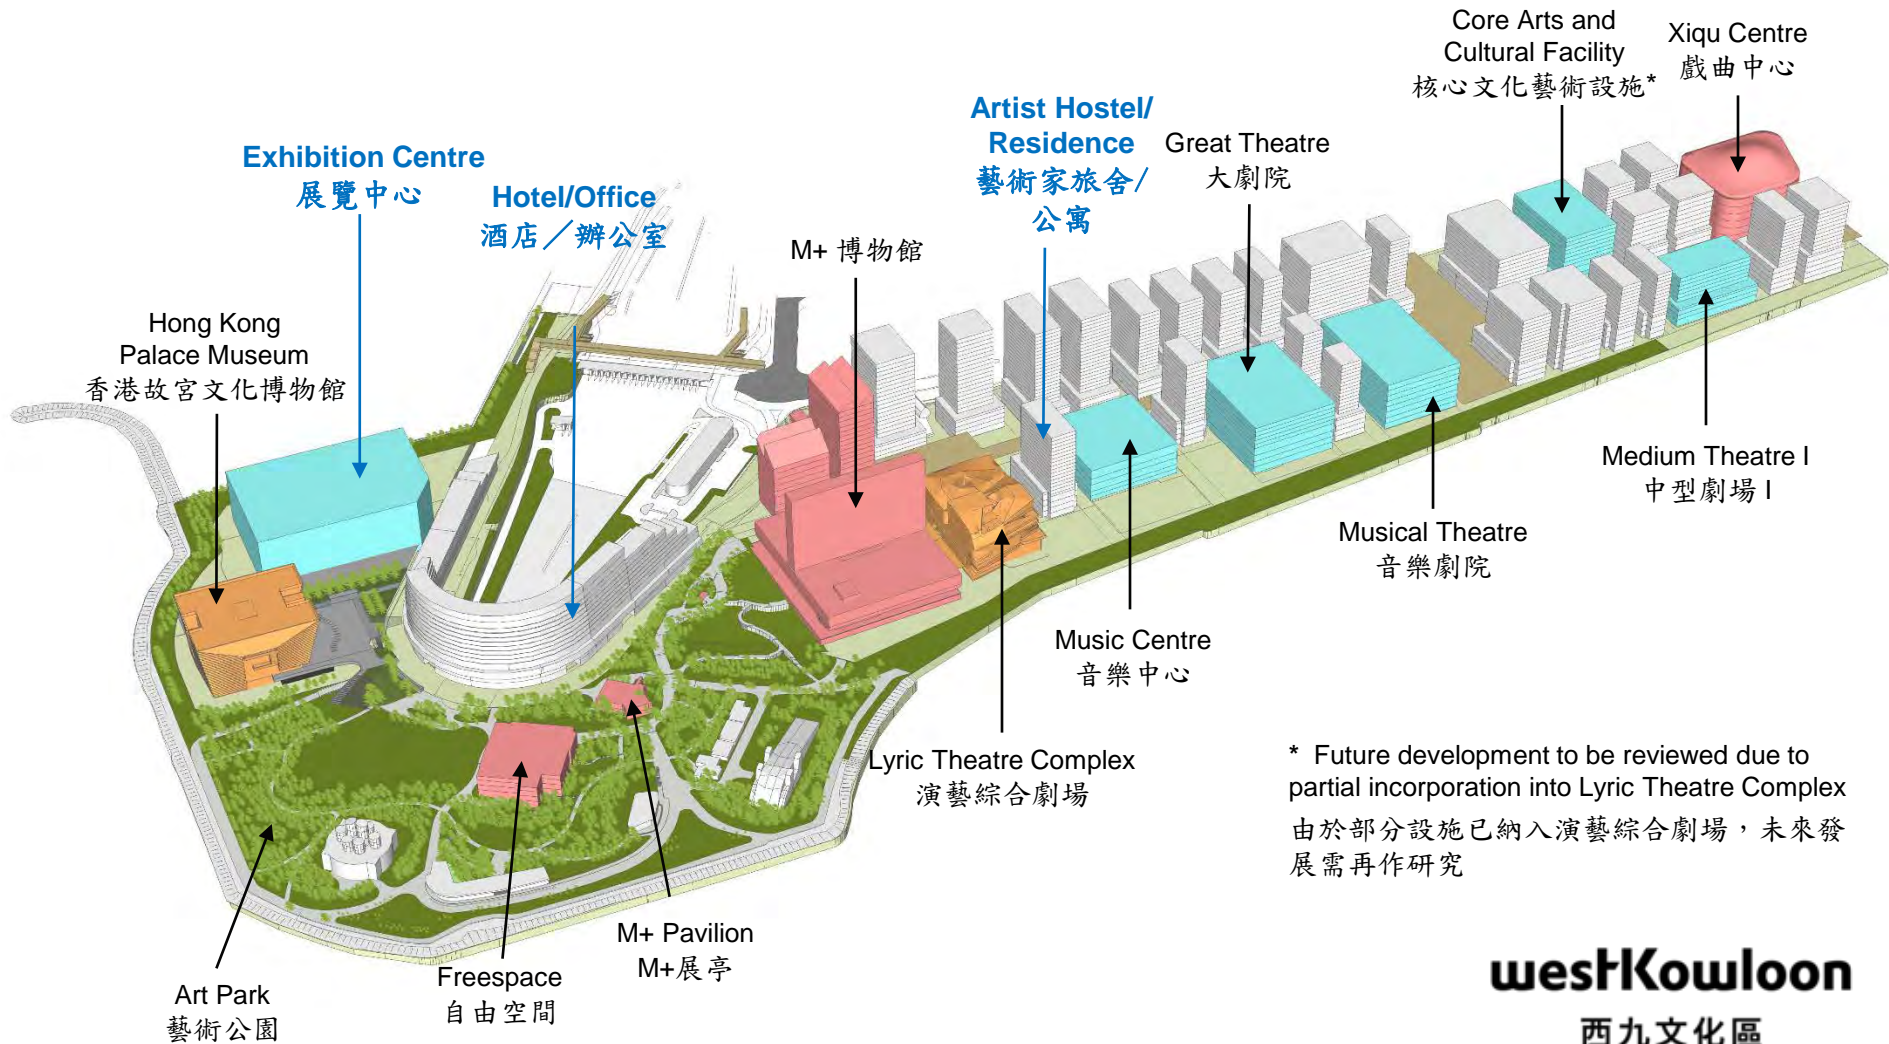 Core Arts and
Cultural Facility
核心文化藝術設施*
Xiqu Centre
戲曲中心
Artist Hostel/
Residence
藝術家旅舍/
公寓
Great Theatre
大劇院
Exhibition Centre
展覽中心
Hotel/Office
酒店／辦公室
M+ 博物館
Hong Kong
Palace Museum
香港故宮文化博物館
Medium Theatre I
中型劇場 I
Musical Theatre
音樂劇院
Music Centre
音樂中心
Lyric Theatre Complex
演藝綜合劇場
M+ Pavilion
M+展亭
Freespace
自由空間
Art Park
藝術公園
* Future development to be reviewed due to
partial incorporation into Lyric Theatre Complex
由於部分設施已納入演藝綜合劇場，未來發
展需再作研究
westKowloon
西九文化區